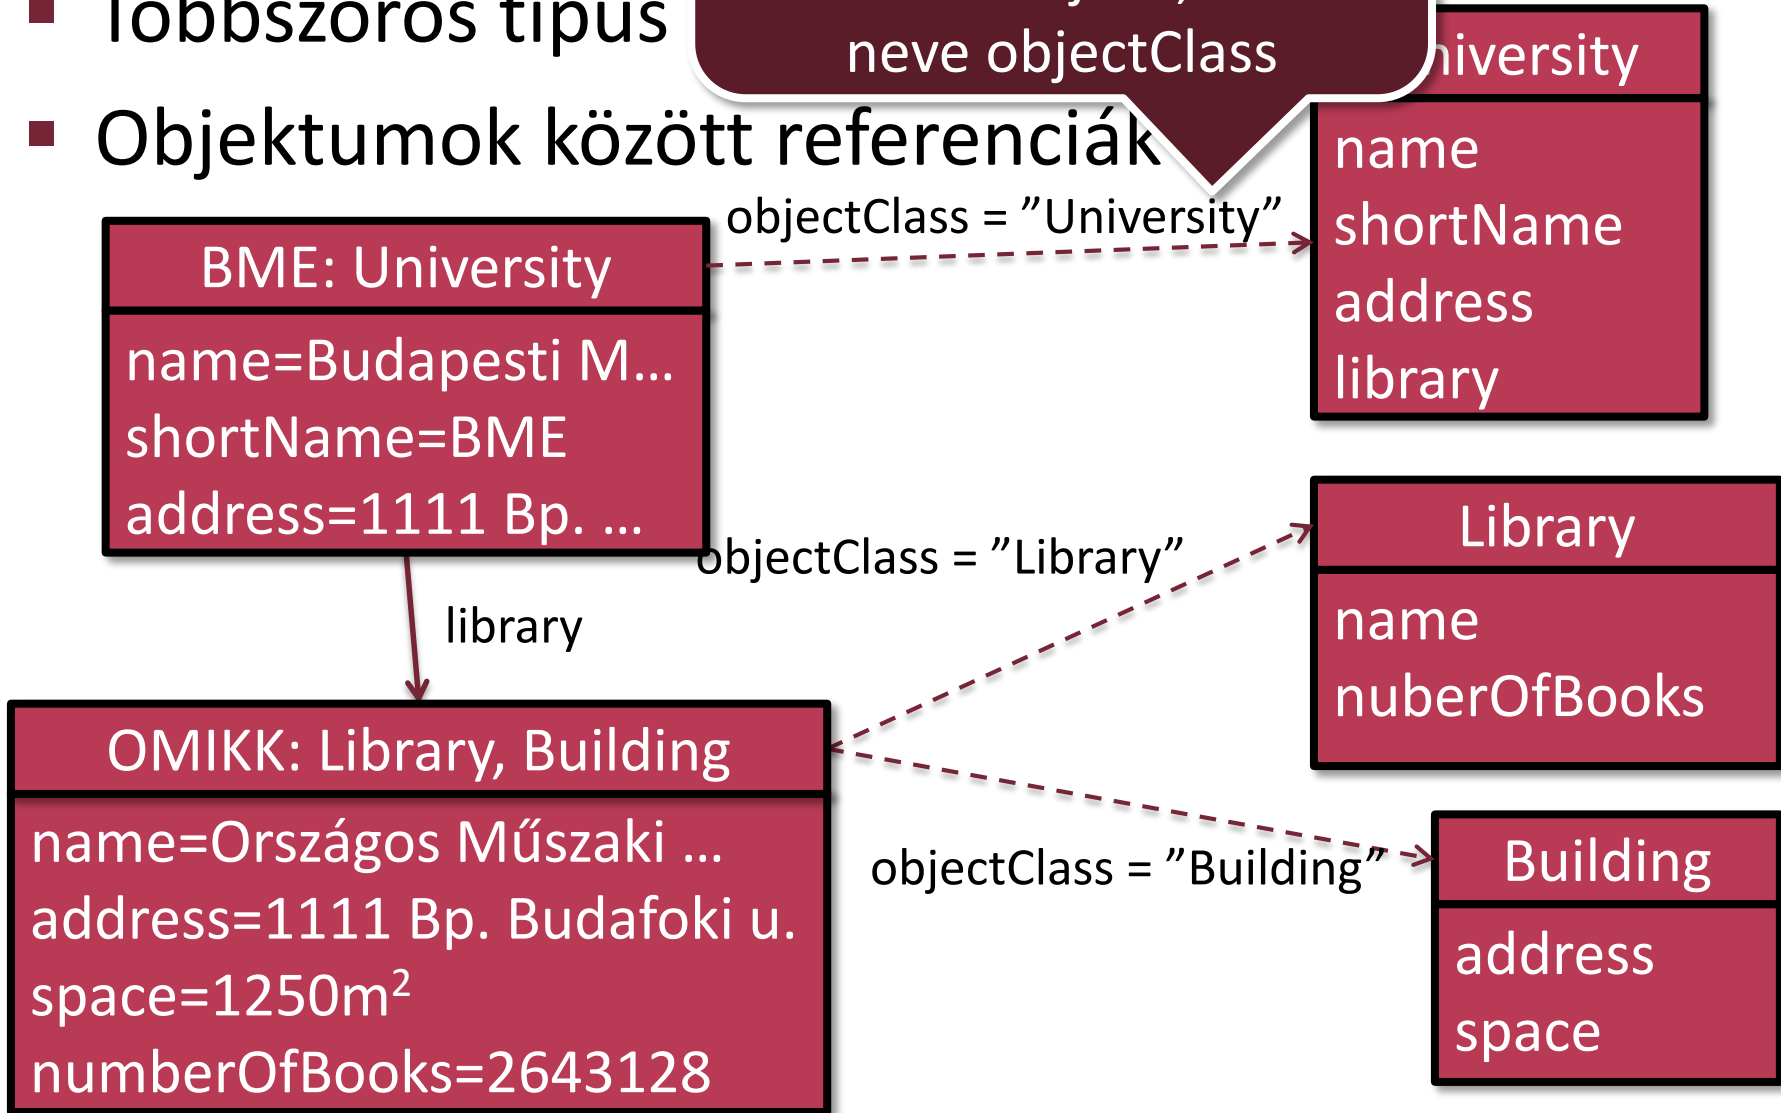 Többszörös típus
neve objectClass
Objektumok között referenciák
University
name
shortName
address
library
objectClass = ”University”
BME: University
name=Budapesti M...
shortName=BME
address=1111 Bp. ...
objectClass = ”Library”
Library
name
nuberOfBooks
library
OMIKK: Library, Building
name=Országos Műszaki ...
address=1111 Bp. Budafoki u.
space=1250m²
numberOfBooks=2643128
objectClass = ”Building”
Building
address
space